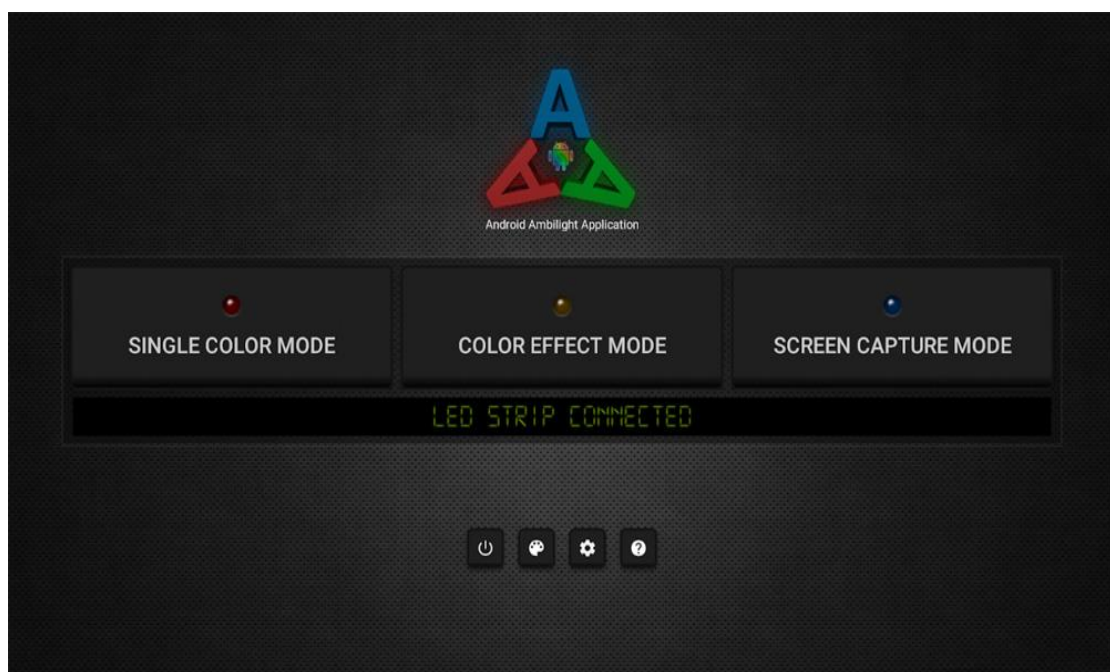 A
A A
Android Ambilight Application
SINGLE COLOR MODE
COLOR EFFECT MODE
SCREEN CAPTURE MODE
LED STRIP CONNECTED
?